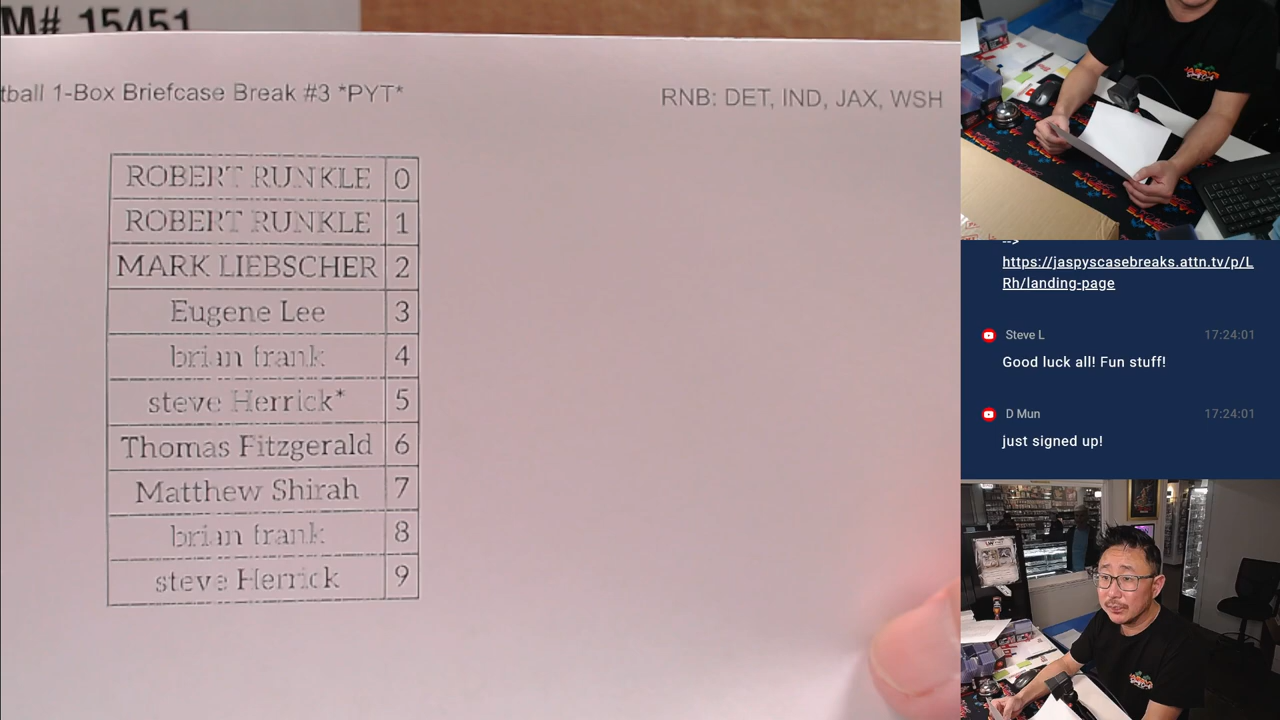 M# 15451
tball 1-Box Briefcase Break #3 *PYT*
RNB: DET, IND, JAX, WSH
ROBERT RUNKLE 0
ROBERT RUNKLE 1
MARK LIEBSCHER 2
Eugene Lee 3
brian frank 4
steve Herrick* 5
Thomas Fitzgerald 6
Matthew Shirah 7
brian frank 8
steve Herrick 9
-->
https://jaspyscasebreaks.attn.tv/p/L
Rh/landing-page
Steve L 17:24:01
Good luck all! Fun stuff!
D Mun 17:24:01
just signed up!